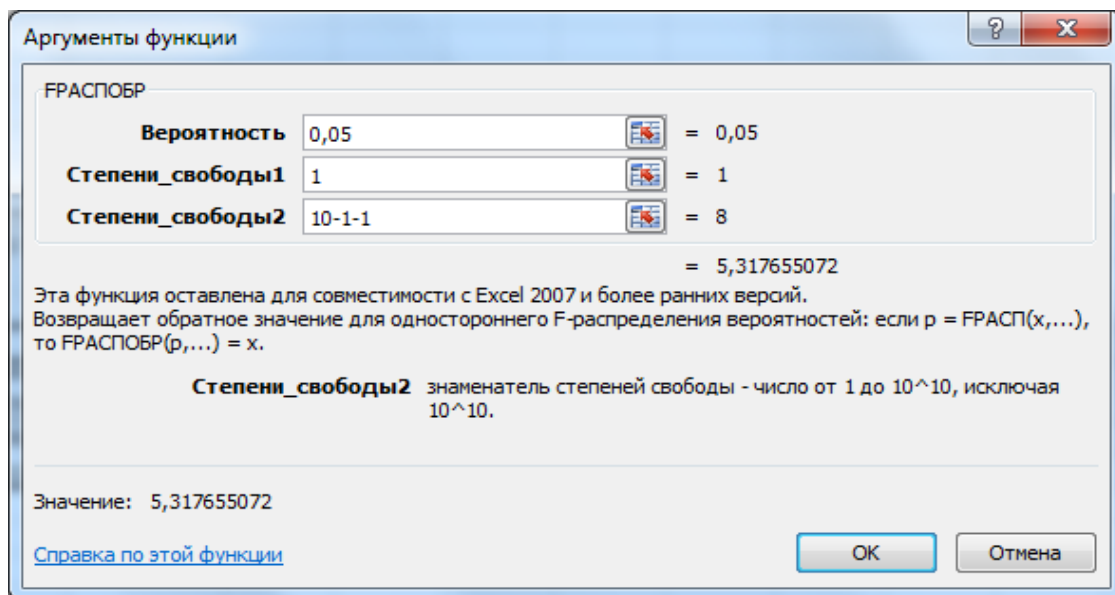 Аргументы функции
FРАСПОБР
Вероятность 0,05 = 0,05
Степени_свободы1 1 = 1
Степени_свободы2 10-1-1 = 8
= 5,317655072
Эта функция оставлена для совместимости с Excel 2007 и более ранних версий.
Возвращает обратное значение для одностороннего F-распределения вероятностей: если p = FРАСП(x,...),
то FРАСПОБР(p,...) = x.
Степени_свободы2 знаменатель степеней свободы - число от 1 до 10^10, исключая
10^10.
Значение: 5,317655072
Справка по этой функции
OK
Отмена